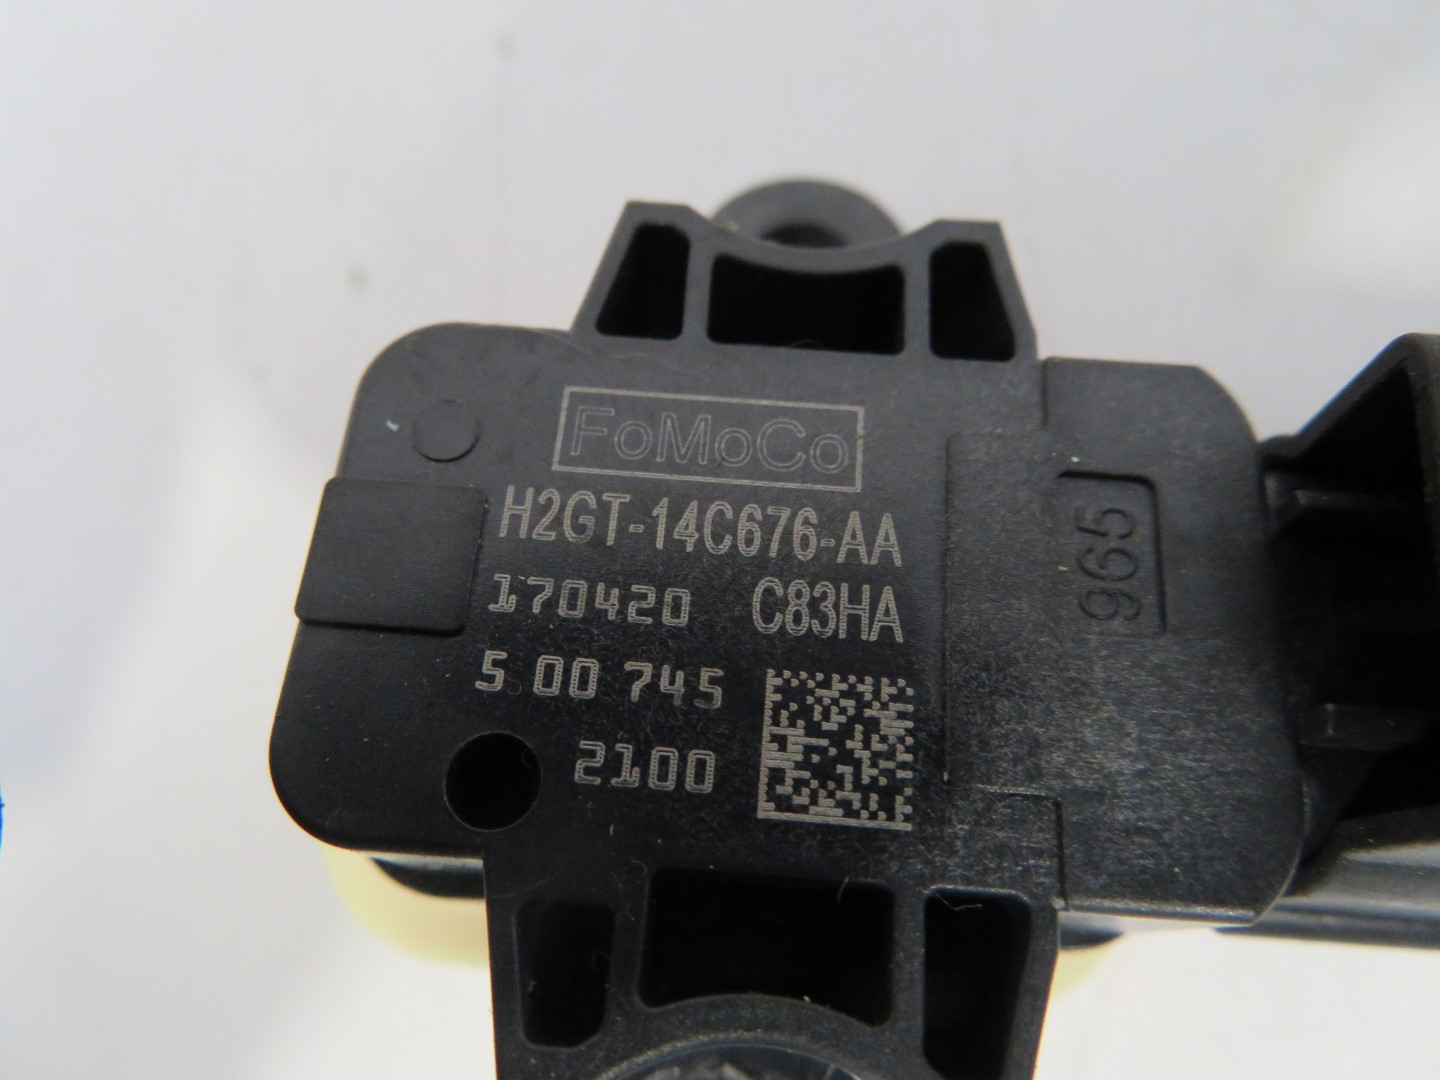 FoMoCo
H2GT-14C676-AA
170420 C83HA
5 00 745
2100
965